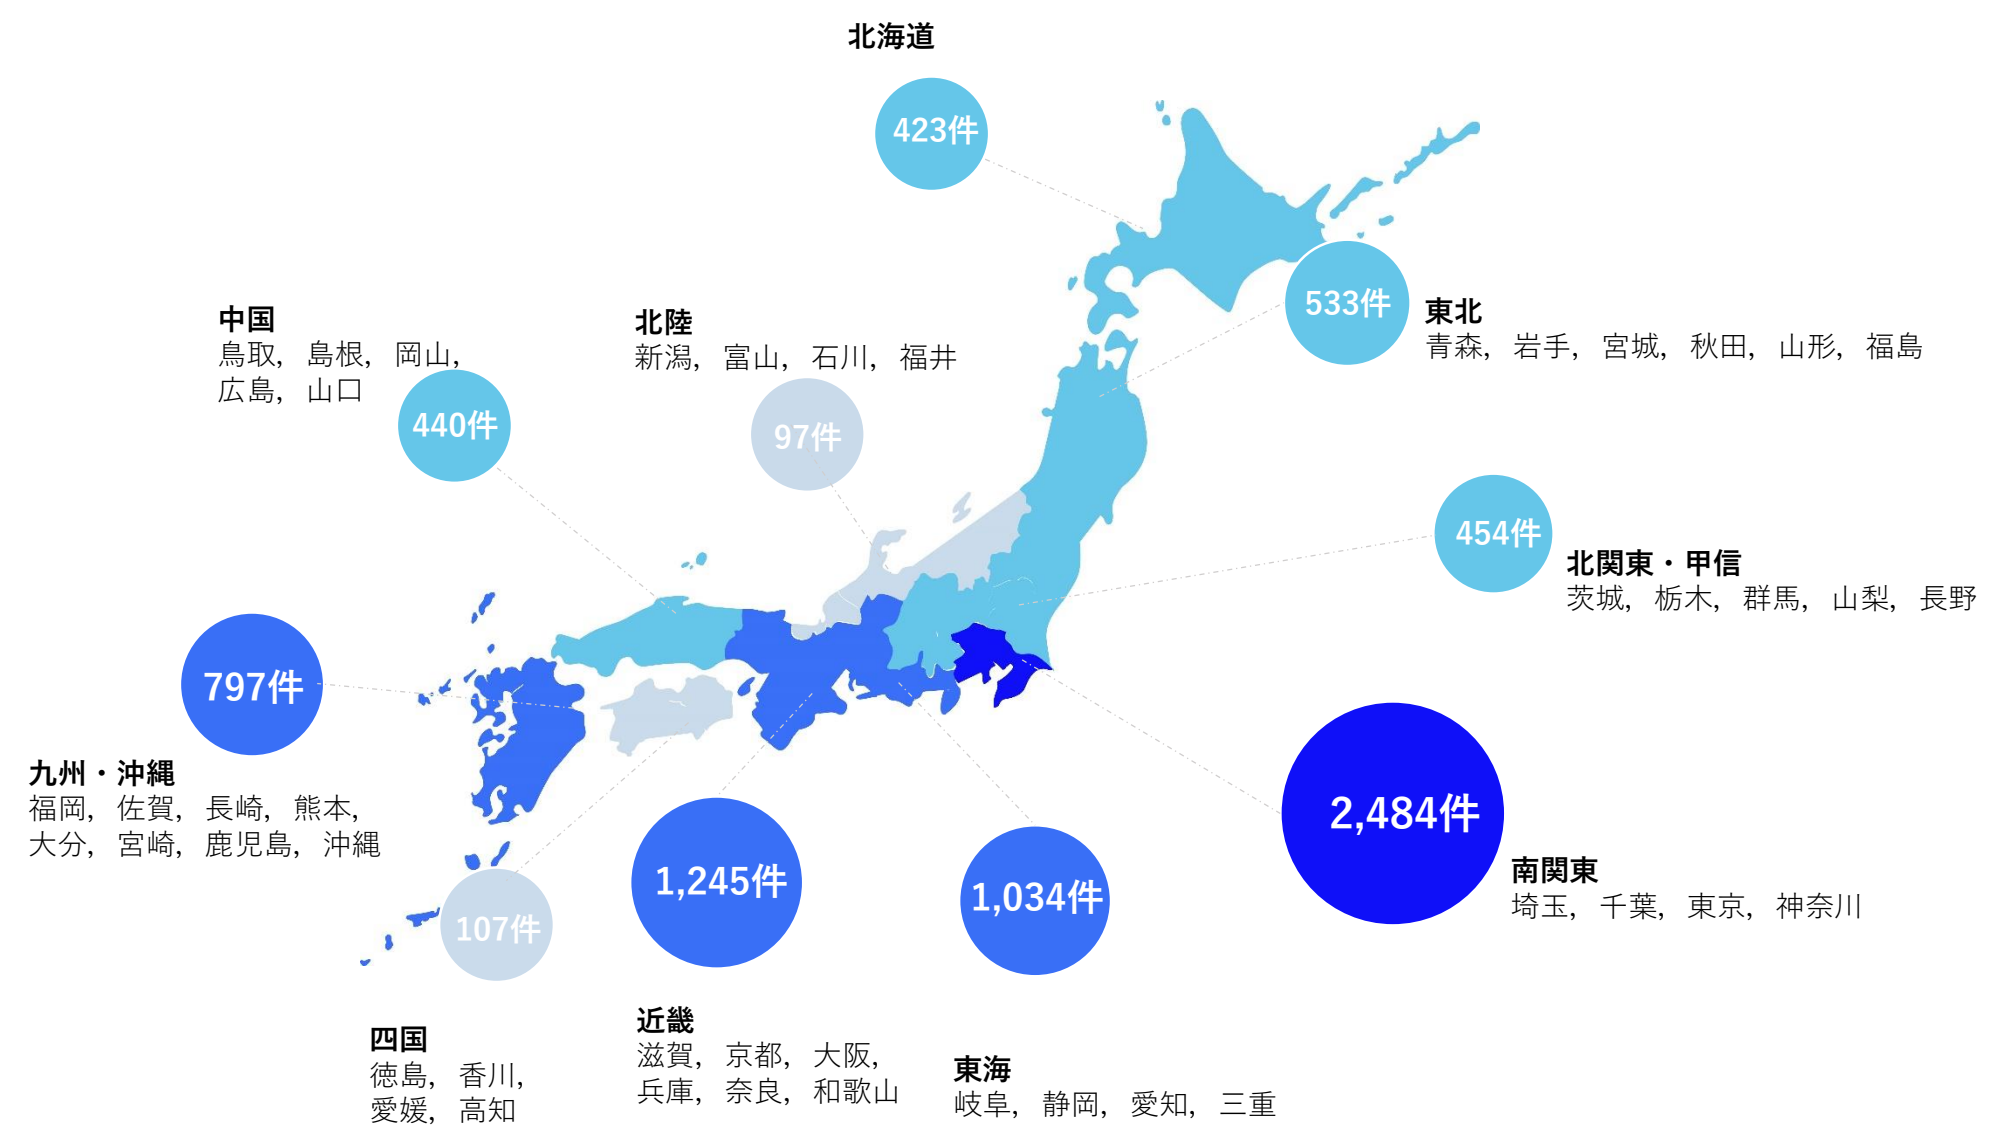 北海道
423件
533件
東北
青森, 岩手, 宮城, 秋田, 山形, 福島
中国
鳥取, 島根, 岡山,
広島, 山口
440件
北陸
新潟, 富山, 石川, 福井
97件
454件
北関東・甲信
茨城, 栃木, 群馬, 山梨, 長野
797件
九州・沖縄
福岡, 佐賀, 長崎, 熊本,
大分, 宮崎, 鹿児島, 沖縄
2,484件
南関東
埼玉, 千葉, 東京, 神奈川
107件
四国
徳島, 香川,
愛媛, 高知
1,245件
近畿
滋賀, 京都, 大阪,
兵庫, 奈良, 和歌山
1,034件
東海
岐阜, 静岡, 愛知, 三重